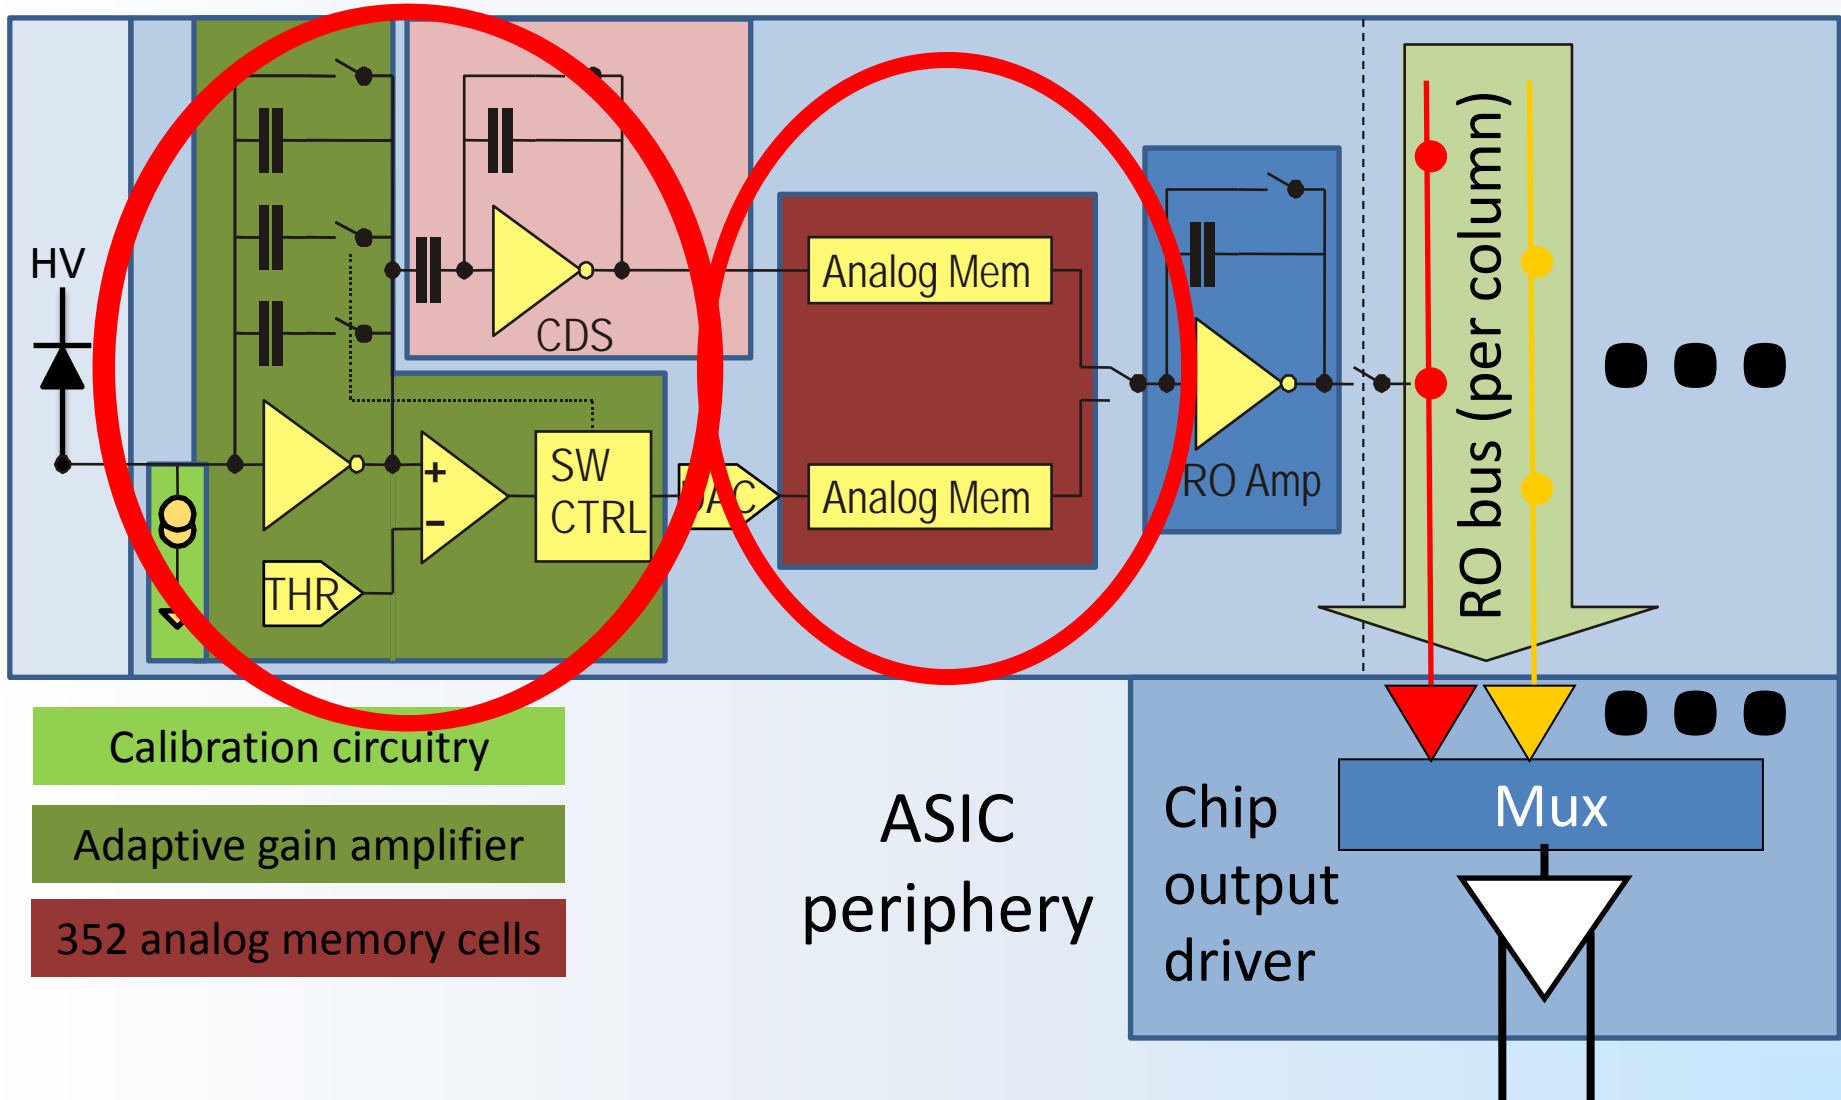 HV
CDS
+
−
SW
CTRL
THR
DAC
Analog Mem
Analog Mem
RO Amp
RO bus (per column)
Calibration circuitry
Adaptive gain amplifier
352 analog memory cells
ASIC
periphery
Chip
output
driver
Mux